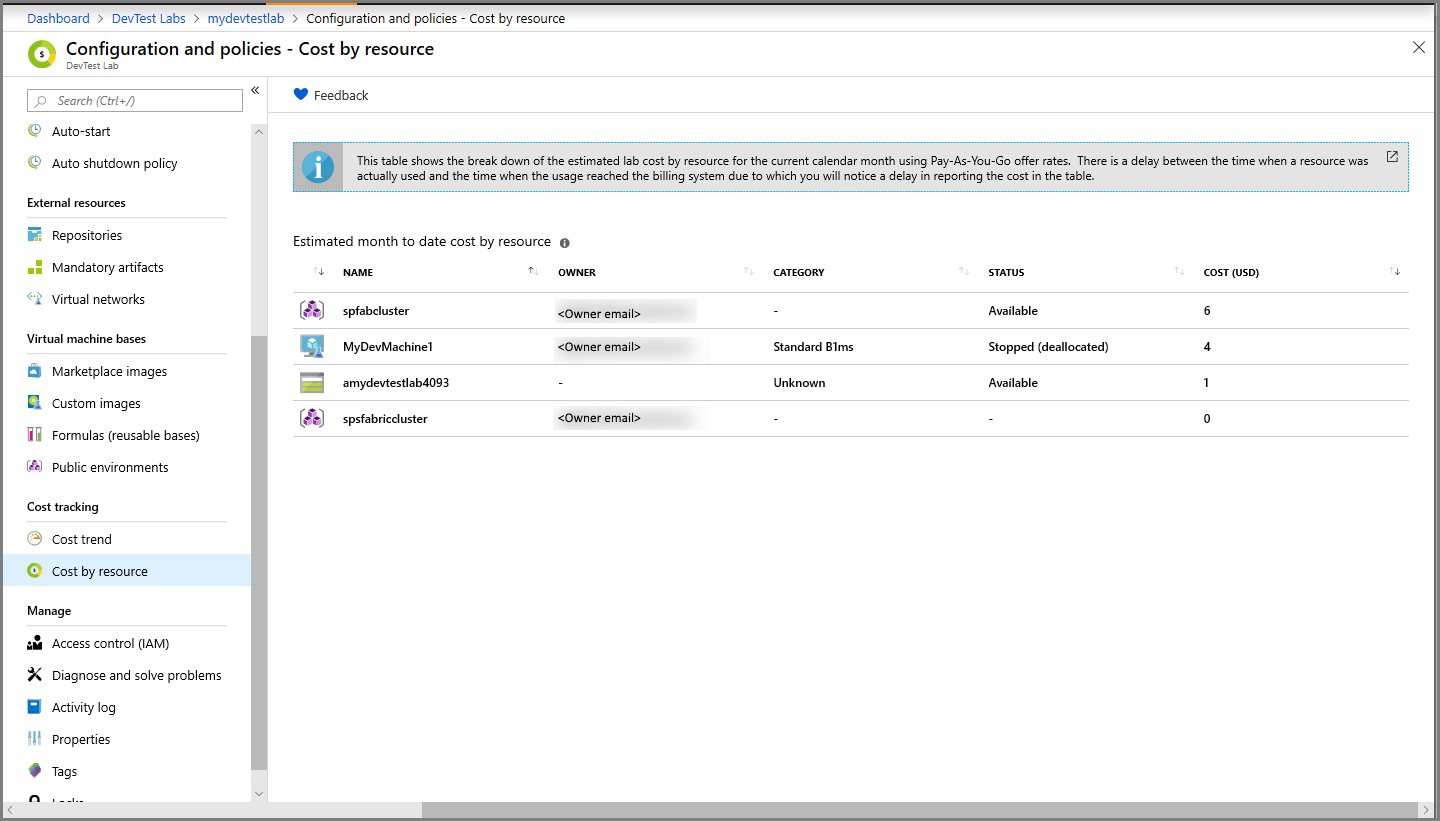 Dashboard > DevTest Labs > mydevtestlab > Configuration and policies - Cost by resource
Configuration and policies - Cost by resource
DevTest Lab
Search (Ctrl+/)
«
Auto-start
Auto shutdown policy
External resources
Repositories
Mandatory artifacts
Virtual networks
Virtual machine bases
Marketplace images
Custom images
Formulas (reusable bases)
Public environments
Cost tracking
Cost trend
Cost by resource
Manage
Access control (IAM)
Diagnose and solve problems
Activity log
Properties
Tags
Locks
Feedback
This table shows the break down of the estimated lab cost by resource for the current calendar month using Pay-As-You-Go offer rates. There is a delay between the time when a resource was
actually used and the time when the usage reached the billing system due to which you will notice a delay in reporting the cost in the table.
Estimated month to date cost by resource
NAME OWNER CATEGORY STATUS COST (USD)
spfabcluster <Owner email> - Available 6
MyDevMachine1 <Owner email> Standard B1ms Stopped (deallocated) 4
amydevtestlab4093 - Unknown Available 1
spsfabriccluster <Owner email> - - 0